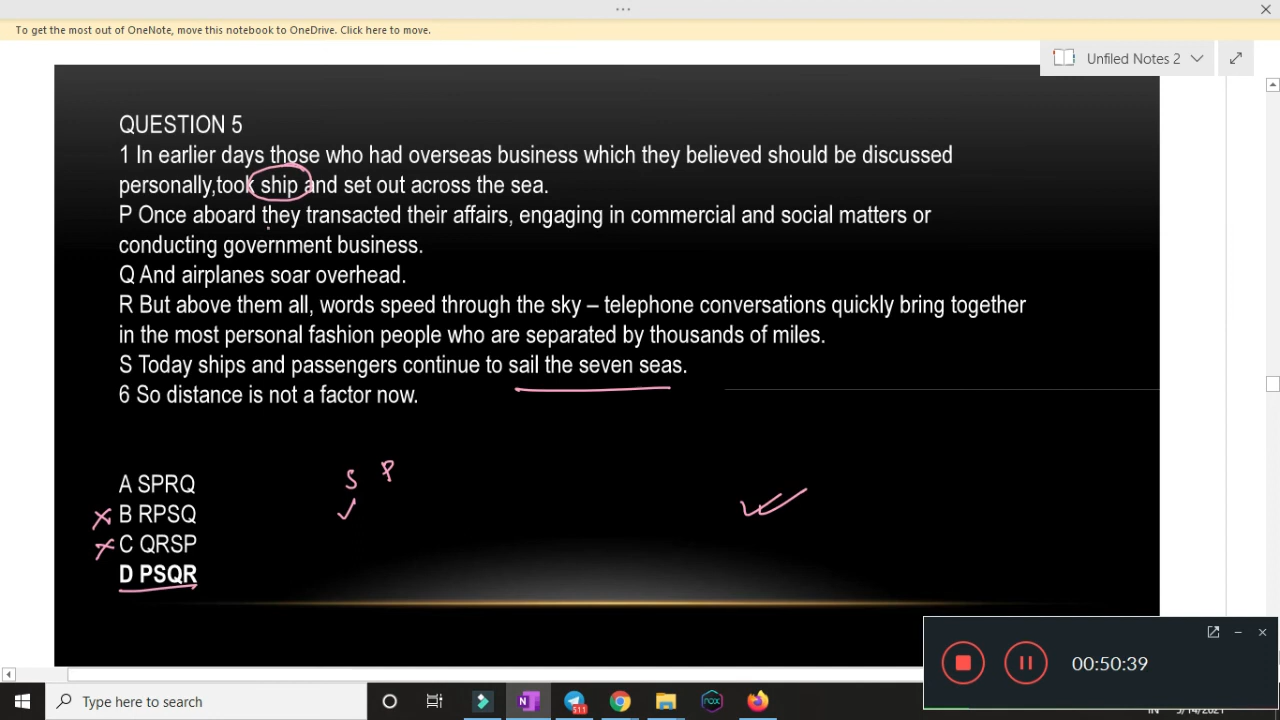 To get the most out of OneNote, move this notebook to OneDrive. Click here to move.
Unfiled Notes 2
QUESTION 5
1 In earlier days those who had overseas business which they believed should be discussed
personally,took ship and set out across the sea.
P Once aboard they transacted their affairs, engaging in commercial and social matters or
conducting government business.
Q And airplanes soar overhead.
R But above them all, words speed through the sky – telephone conversations quickly bring together
in the most personal fashion people who are separated by thousands of miles.
S Today ships and passengers continue to sail the seven seas.
6 So distance is not a factor now.
S P
A SPRQ
B RPSQ
C QRSP
D PSQR
00:50:39
Type here to search